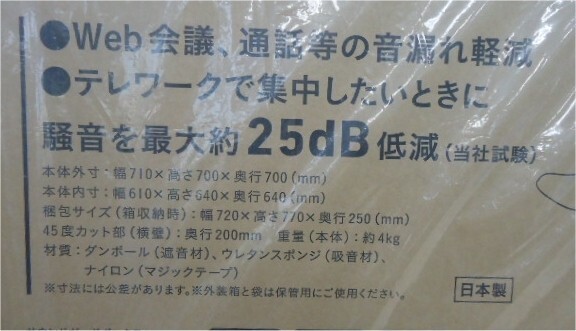 ●Web会議、通話等の音漏れ軽減
●テレワークで集中したいときに
騒音を最大約25dB低減(当社試験)
本体外寸：幅710×高さ700×奥行700(mm)
本体内寸：幅610×高さ640×奥行640(mm)
梱包サイズ(箱収納時)：幅720×高さ770×奥行250(mm)
45度カット部(横壁)：奥行200mm 重量(本体)：約4kg
材質：ダンボール(遮音材)、ウレタンスポンジ(吸音材)、
ナイロン(マジックテープ)
※寸法には公差があります。※外装箱と袋は保管用にご使用ください。
日本製